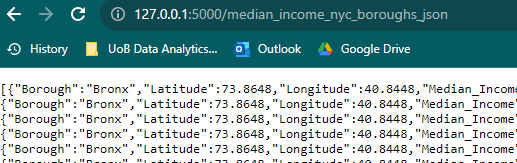 127.0.0.1:5000/median_income_nyc_boroughs_json
History UoB Data Analytics... Outlook Google Drive
[{"Borough":"Bronx","Latitude":73.8648,"Longitude":40.8448,"Median_Incom
{"Borough":"Bronx","Latitude":73.8648,"Longitude":40.8448,"Median_Income"
{"Borough":"Bronx","Latitude":73.8648,"Longitude":40.8448,"Median_Income"
{"Borough":"Bronx","Latitude":73.8648,"Longitude":40.8448,"Median_Income"
{"Borough":"Bronx","Latitude":73.8648,"Longitude":40.8448,"Median_Income"